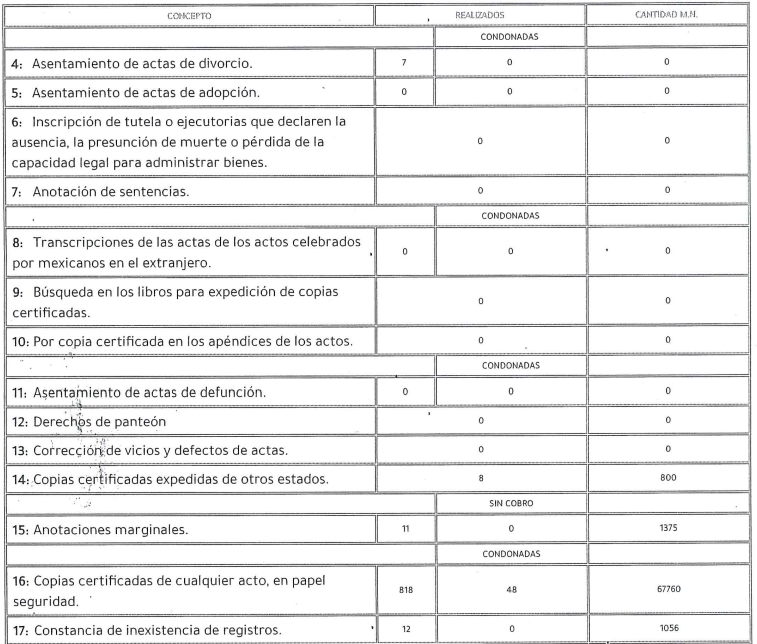 CONCEPTO REALIZADOS CANTIDAD M.N.
CONDONADAS
4: Asentamiento de actas de divorcio. 7 0 0
5: Asentamiento de actas de adopción. 0 0 0
6: Inscripción de tutela o ejecutorias que declaren la
ausencia, la presunción de muerte o pérdida de la
capacidad legal para administrar bienes. 0 0
7: Anotación de sentencias. 0 0
CONDONADAS
8: Transcripciones de las actas de los actos celebrados
por mexicanos en el extranjero. 0 0 0
9: Búsqueda en los libros para expedición de copias
certificadas. 0 0
10: Por copia certificada en los apéndices de los actos. 0 0
CONDONADAS
11: Asentamiento de actas de defunción. 0 0 0
12: Derechos de panteón 0 0
13: Corrección de vicios y defectos de actas. 0 0
14: Copias certificadas expedidas de otros estados. 8 800
SIN COBRO
15: Anotaciones marginales. 11 0 1375
CONDONADAS
16: Copias certificadas de cualquier acto, en papel
seguridad. 818 48 67760
17: Constancia de inexistencia de registros. 12 0 1056